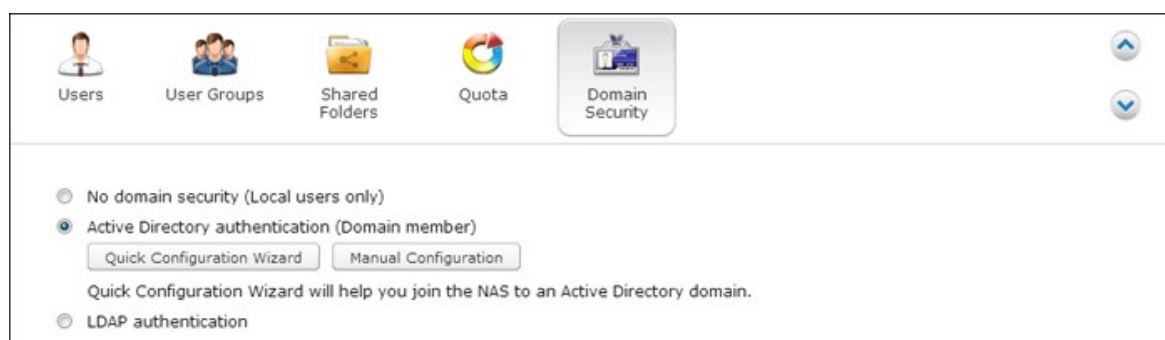 Users
User Groups
Shared
Folders
Quota
Domain
Security
No domain security (Local users only)
Active Directory authentication (Domain member)
Quick Configuration Wizard
Manual Configuration
Quick Configuration Wizard will help you join the NAS to an Active Directory domain.
LDAP authentication